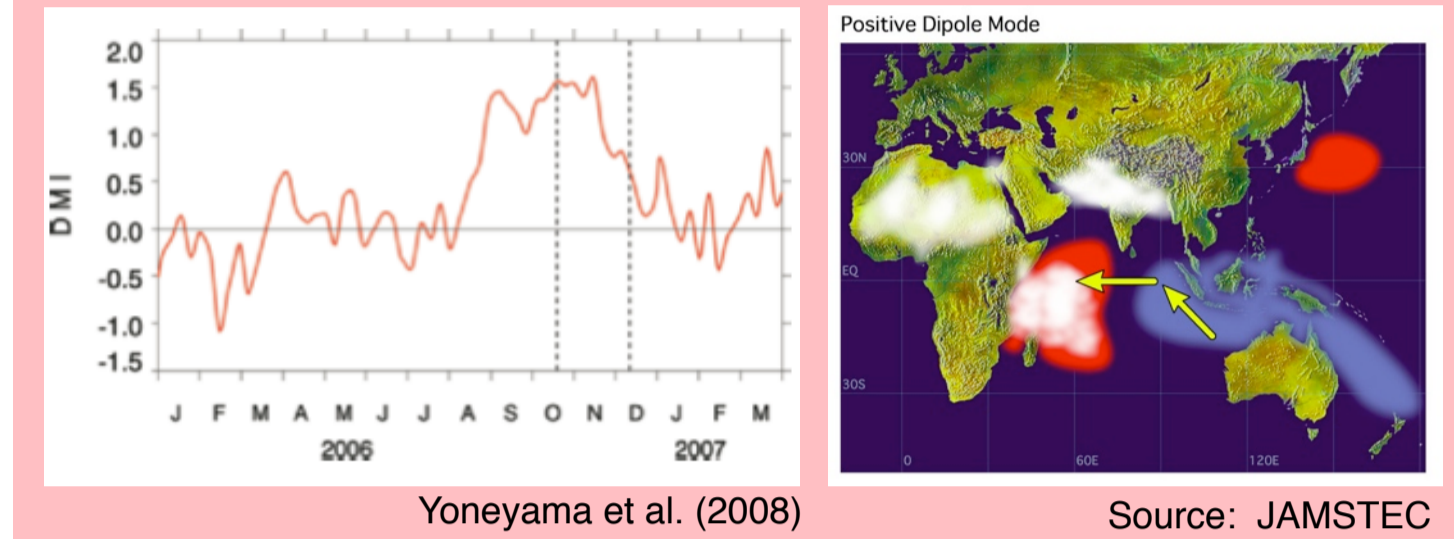 2.0
1.5
1.0
0.5
0.0
-0.5
-1.0
-1.5
DMI
J F M A M J J A S O N D J F M
2006 2007
Yoneyama et al. (2008)
Positive Dipole Mode
30N
EQ
30S
0 60E 120E
Source: JAMSTEC